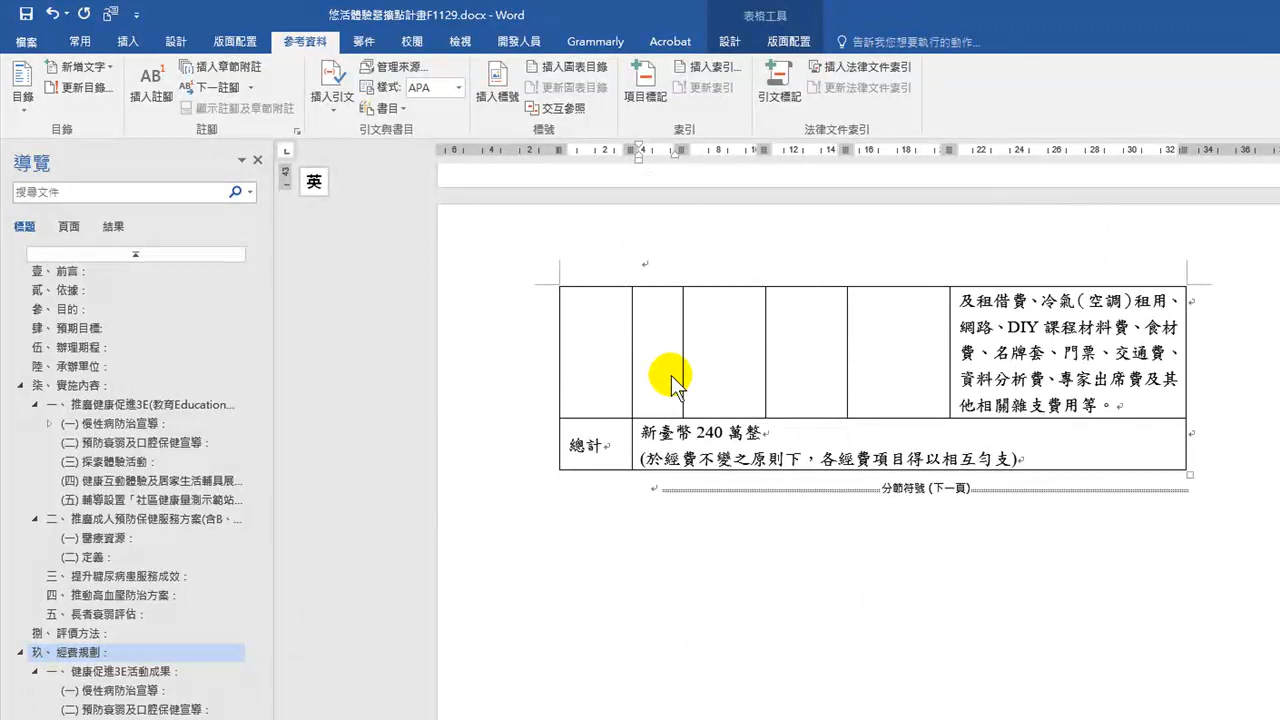 悠活體驗營擴點計畫F1129.docx - Word
表格工具
檔案 常用 插入 設計 版面配置 參考資料 郵件 校閱 檢視 開發人員 Grammarly Acrobat 設計 版面配置 告訴我您想要執行的動作...
目錄
新增文字
更新目錄...
目錄
插入註腳
插入章節附註
下一註腳
顯示註腳及章節附註
註腳
插入引文
管理來源...
樣式: APA
書目
引文與書目
插入標號
插入圖表目錄
更新圖表目錄
交互參照
標號
項目標記
插入索引...
更新索引
索引
引文標記
插入法律文件索引
更新法律文件索引
法律文件索引
導覽
搜尋文件
標題 頁面 結果
壹、前言：
貳、依據：
參、目的：
肆、預期目標:
伍、辦理期程：
陸、承辦單位：
柒、實施內容：
一、推廣健康促進3E(教育Education...
(一) 慢性病防治宣導：
(二) 預防衰弱及口腔保健宣導：
(三) 探索體驗活動：
(四) 健康互動體驗及居家生活輔具展...
(五) 輔導設置「社區健康量測示範站...
二、推廣成人預防保健服務方案(含B、...
(一) 醫療資源：
(二) 定義：
三、提升糖尿病患服務成效：
四、推動高血壓防治方案：
五、長者衰弱評估：
捌、評價方法：
玖、經費規劃：
一、健康促進3E活動成果：
(一) 慢性病防治宣導：
(二) 預防衰弱及口腔保健宣導：
英
6 4 2 2 4 8 10 12 14 16 18 22 24 26 28 30 32 34 36
43
及租借費、冷氣(空調)租用、
網路、DIY 課程材料費、食材
費、名牌套、門票、交通費、
資料分析費、專家出席費及其
他相關雜支費用等。
總計
新臺幣 240 萬整
(於經費不變之原則下，各經費項目得以相互勻支)
分節符號 (下一頁)